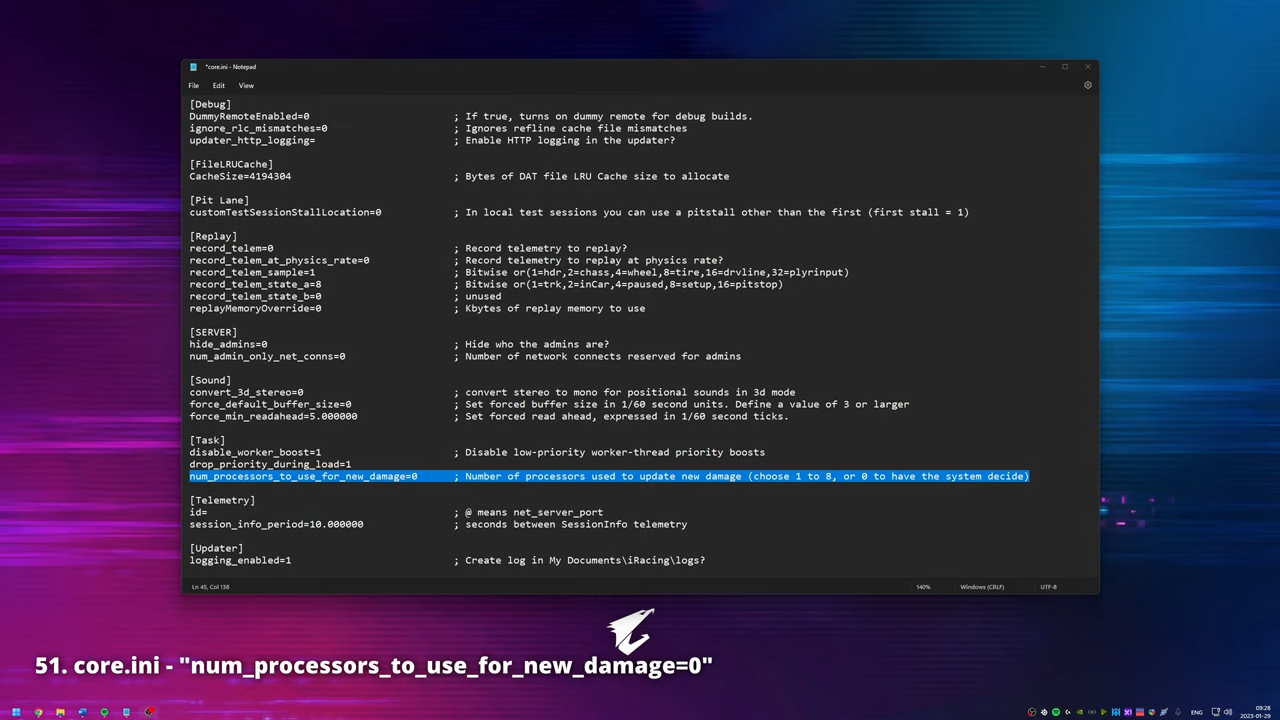 *core.ini - Notepad
File Edit View
[Debug]
DummyRemoteEnabled=0 ; If true, turns on dummy remote for debug builds.
ignore_rlc_mismatches=0 ; Ignores refline cache file mismatches
updater_http_logging= ; Enable HTTP logging in the updater?
[FileLRUCache]
CacheSize=4194304 ; Bytes of DAT file LRU Cache size to allocate
[Pit Lane]
customTestSessionStallLocation=0 ; In local test sessions you can use a pitstall other than the first (first stall = 1)
[Replay]
record_telem=0 ; Record telemetry to replay?
record_telem_at_physics_rate=0 ; Record telemetry to replay at physics rate?
record_telem_sample=1 ; Bitwise or(1=hdr,2=chass,4=wheel,8=tire,16=drvline,32=plyrinput)
record_telem_state_a=8 ; Bitwise or(1=trk,2=inCar,4=paused,8=setup,16=pitstop)
record_telem_state_b=0 ; unused
replayMemoryOverride=0 ; Kbytes of replay memory to use
[SERVER]
hide_admins=0 ; Hide who the admins are?
num_admin_only_net_conns=0 ; Number of network connects reserved for admins
[Sound]
convert_3d_stereo=0 ; convert stereo to mono for positional sounds in 3d mode
force_default_buffer_size=0 ; Set forced buffer size in 1/60 second units. Define a value of 3 or larger
force_min_readahead=5.000000 ; Set forced read ahead, expressed in 1/60 second ticks.
[Task]
disable_worker_boost=1 ; Disable low-priority worker-thread priority boosts
drop_priority_during_load=1
num_processors_to_use_for_new_damage=0 ; Number of processors used to update new damage (choose 1 to 8, or 0 to have the system decide)
[Telemetry]
id= ; @ means net_server_port
session_info_period=10.000000 ; seconds between SessionInfo telemetry
[Updater]
logging_enabled=1 ; Create log in My Documents\iRacing\logs?
Ln 45, Col 138 140% Windows (CRLF) UTF-8
51. core.ini - "num_processors_to_use_for_new_damage=0"
ENG 09:28
2023-01-29